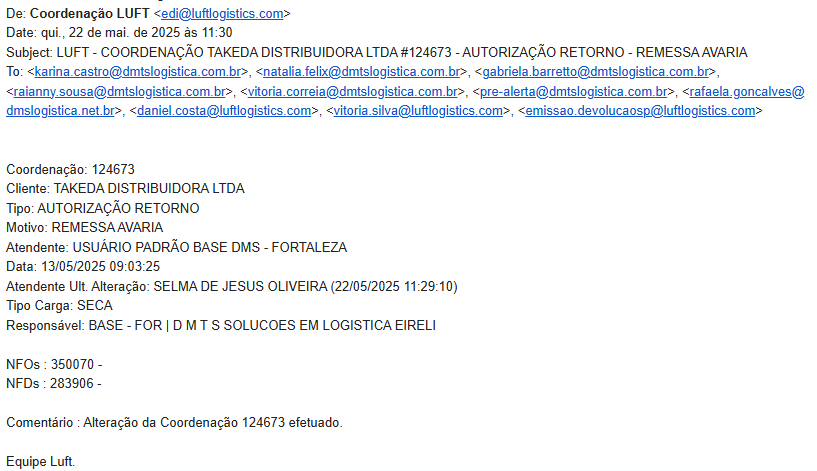 De: Coordenação LUFT <edi@luftlogistics.com>
Date: qui., 22 de mai. de 2025 às 11:30
Subject: LUFT - COORDENAÇÃO TAKEDA DISTRIBUIDORA LTDA #124673 - AUTORIZAÇÃO RETORNO - REMESSA AVARIA
To: <karina.castro@dmtslogistica.com.br>, <natalia.felix@dmtslogistica.com.br>, <gabriela.barretto@dmtslogistica.com.br>,
<raianny.sousa@dmtslogistica.com.br>, <vitoria.correia@dmtslogistica.com.br>, <pre-alerta@dmtslogistica.com.br>, <rafaela.goncalves@
dmslogistica.net.br>, <daniel.costa@luftlogistics.com>, <vitoria.silva@luftlogistics.com>, <emissao.devolucaosp@luftlogistics.com>
Coordenação: 124673
Cliente: TAKEDA DISTRIBUIDORA LTDA
Tipo: AUTORIZAÇÃO RETORNO
Motivo: REMESSA AVARIA
Atendente: USUÁRIO PADRÃO BASE DMS - FORTALEZA
Data: 13/05/2025 09:03:25
Atendente Ult. Alteração: SELMA DE JESUS OLIVEIRA (22/05/2025 11:29:10)
Tipo Carga: SECA
Responsável: BASE - FOR | D M T S SOLUCOES EM LOGISTICA EIRELI
NFOs : 350070 -
NFDs : 283906 -
Comentário : Alteração da Coordenação 124673 efetuado.
Equipe Luft.